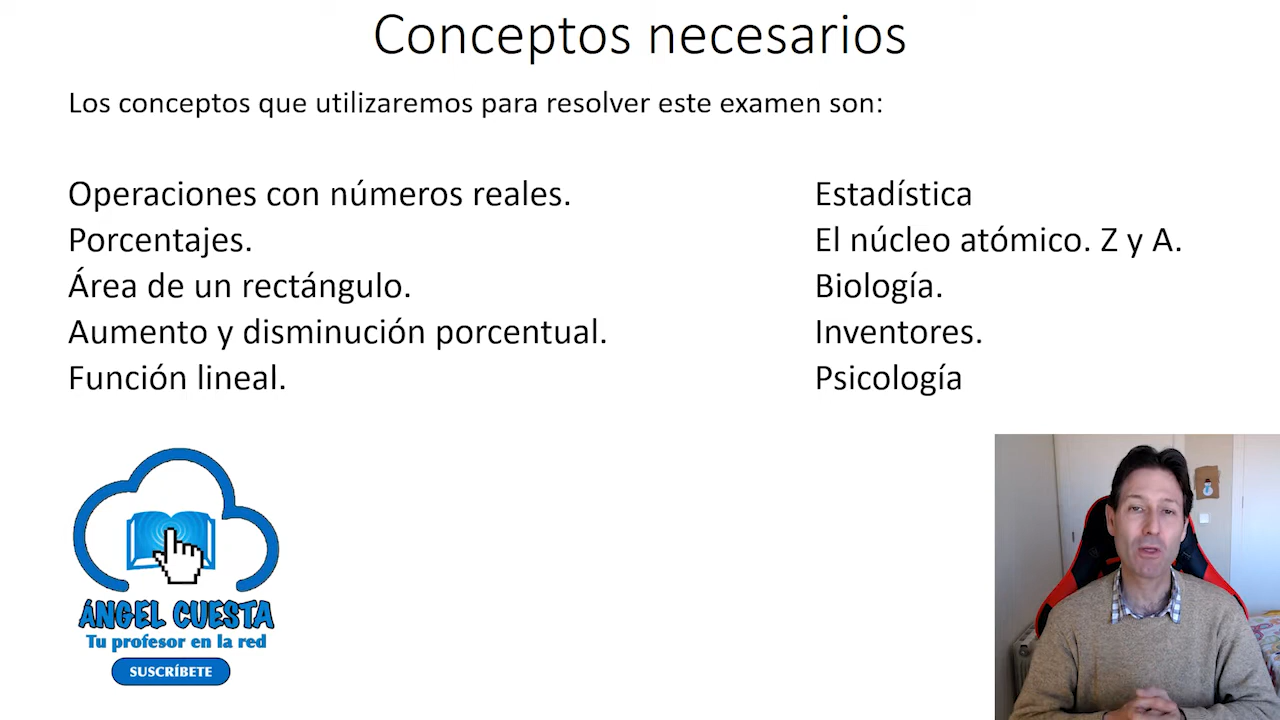 Conceptos necesarios
Los conceptos que utilizaremos para resolver este examen son:
Operaciones con números reales.
Porcentajes.
Área de un rectángulo.
Aumento y disminución porcentual.
Función lineal.
Estadística
El núcleo atómico. Z y A.
Biología.
Inventores.
Psicología
ÁNGEL CUESTA
Tu profesor en la red
SUSCRÍBETE